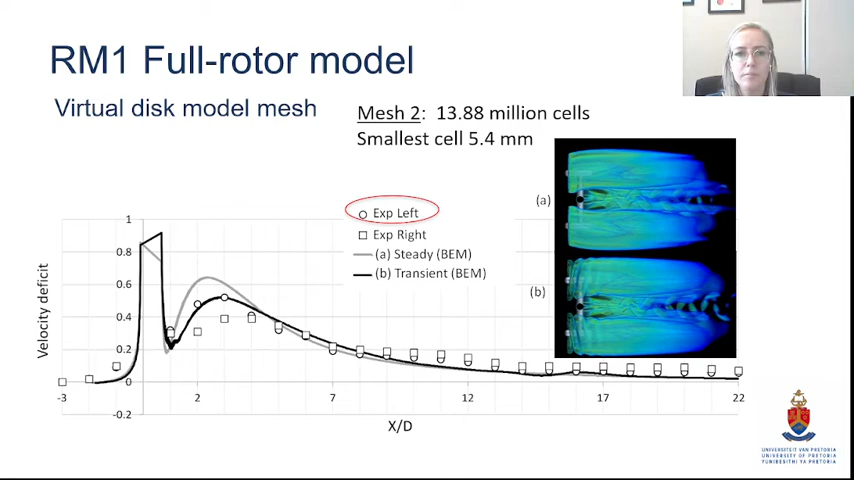 RM1 Full-rotor model
Virtual disk model mesh
Mesh 2: 13.88 million cells
Smallest cell 5.4 mm
(a)
(b)
Exp Left
Exp Right
(a) Steady (BEM)
(b) Transient (BEM)
Velocity deficit
1
0.8
0.6
0.4
0.2
0
-0.2
-3
2
7
12
17
22
X/D
UNIVERSITEIT VAN PRETORIA
UNIVERSITY OF PRETORIA
YUNIBESITHI YA PRETORIA